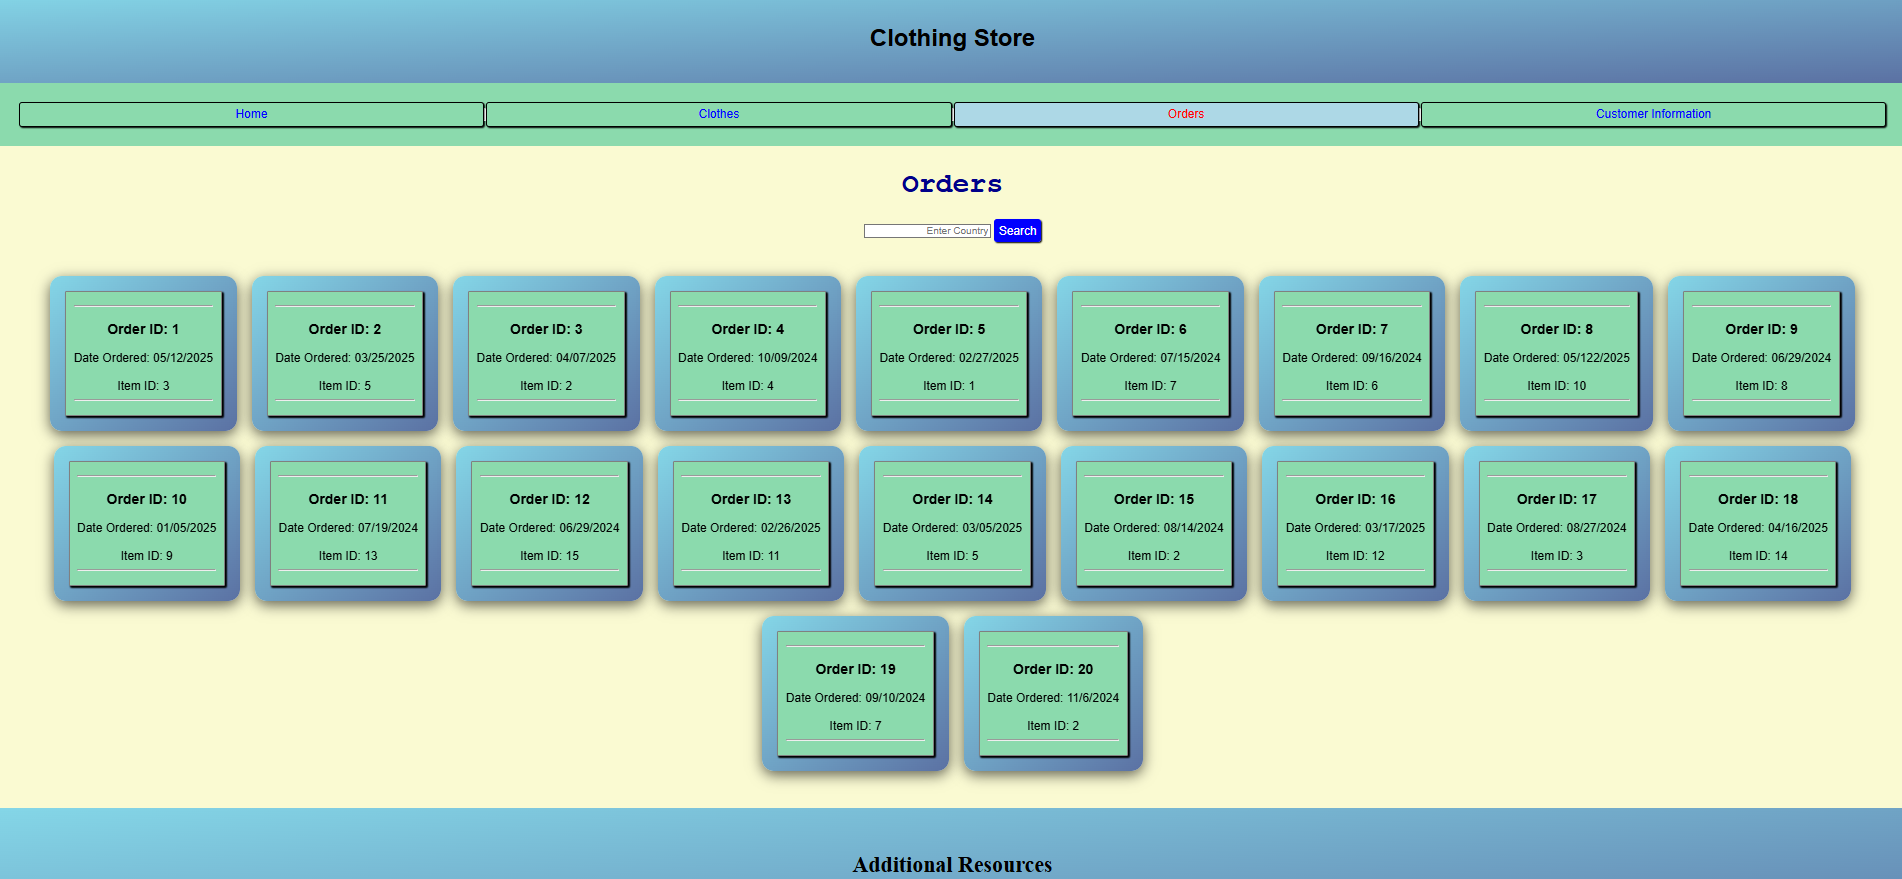 Clothing Store
Home Clothes Orders Customer Information
Orders
Enter Country Search
Order ID: 1
Date Ordered: 05/12/2025
Item ID: 3
Order ID: 2
Date Ordered: 03/25/2025
Item ID: 5
Order ID: 3
Date Ordered: 04/07/2025
Item ID: 2
Order ID: 4
Date Ordered: 10/09/2024
Item ID: 4
Order ID: 5
Date Ordered: 02/27/2025
Item ID: 1
Order ID: 6
Date Ordered: 07/15/2024
Item ID: 7
Order ID: 7
Date Ordered: 09/16/2024
Item ID: 6
Order ID: 8
Date Ordered: 05/122/2025
Item ID: 10
Order ID: 9
Date Ordered: 06/29/2024
Item ID: 8
Order ID: 10
Date Ordered: 01/05/2025
Item ID: 9
Order ID: 11
Date Ordered: 07/19/2024
Item ID: 13
Order ID: 12
Date Ordered: 06/29/2024
Item ID: 15
Order ID: 13
Date Ordered: 02/26/2025
Item ID: 11
Order ID: 14
Date Ordered: 03/05/2025
Item ID: 5
Order ID: 15
Date Ordered: 08/14/2024
Item ID: 2
Order ID: 16
Date Ordered: 03/17/2025
Item ID: 12
Order ID: 17
Date Ordered: 08/27/2024
Item ID: 3
Order ID: 18
Date Ordered: 04/16/2025
Item ID: 14
Order ID: 19
Date Ordered: 09/10/2024
Item ID: 7
Order ID: 20
Date Ordered: 11/6/2024
Item ID: 2
Additional Resources